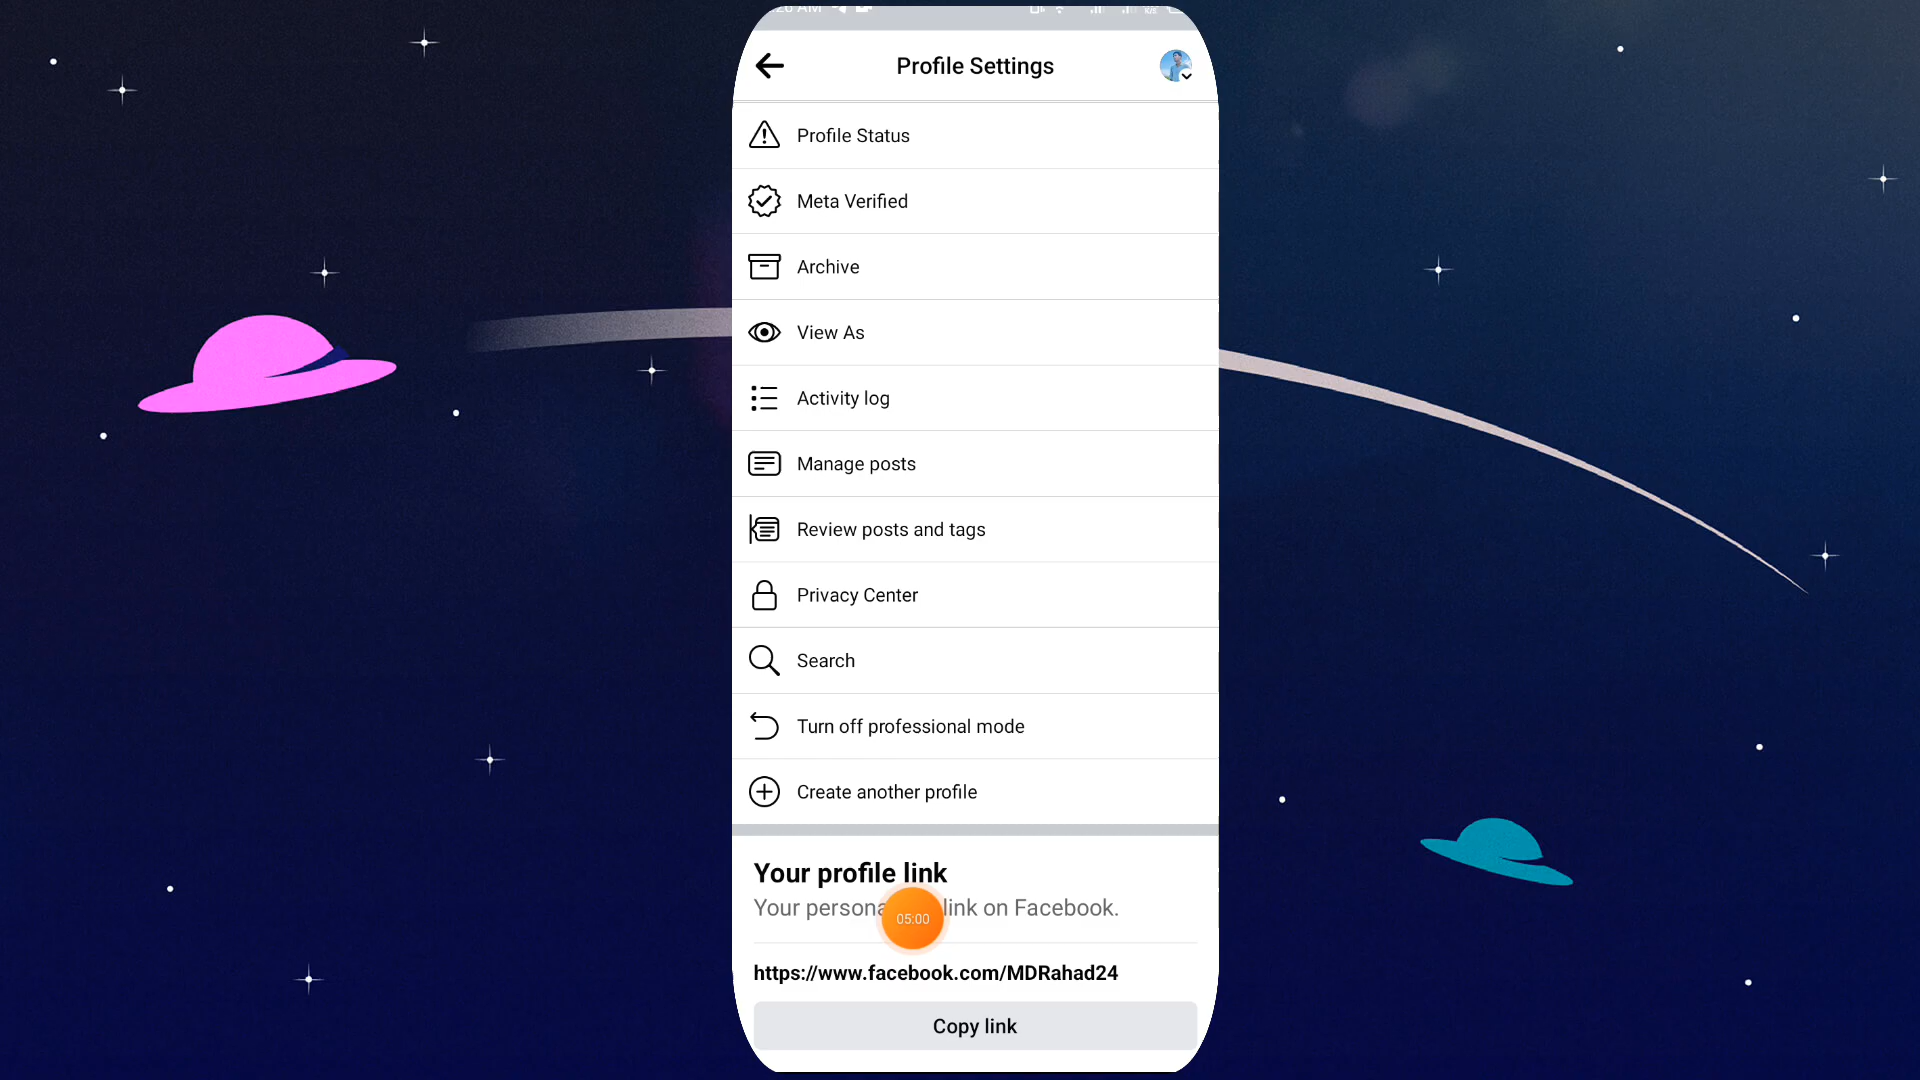 Profile Settings
Profile Status
Meta Verified
Archive
View As
Activity log
Manage posts
Review posts and tags
Privacy Center
Search
Turn off professional mode
Create another profile
Your profile link
Your link on Facebook.
05:00
https://www.facebook.com/MDRahad24
Copy link